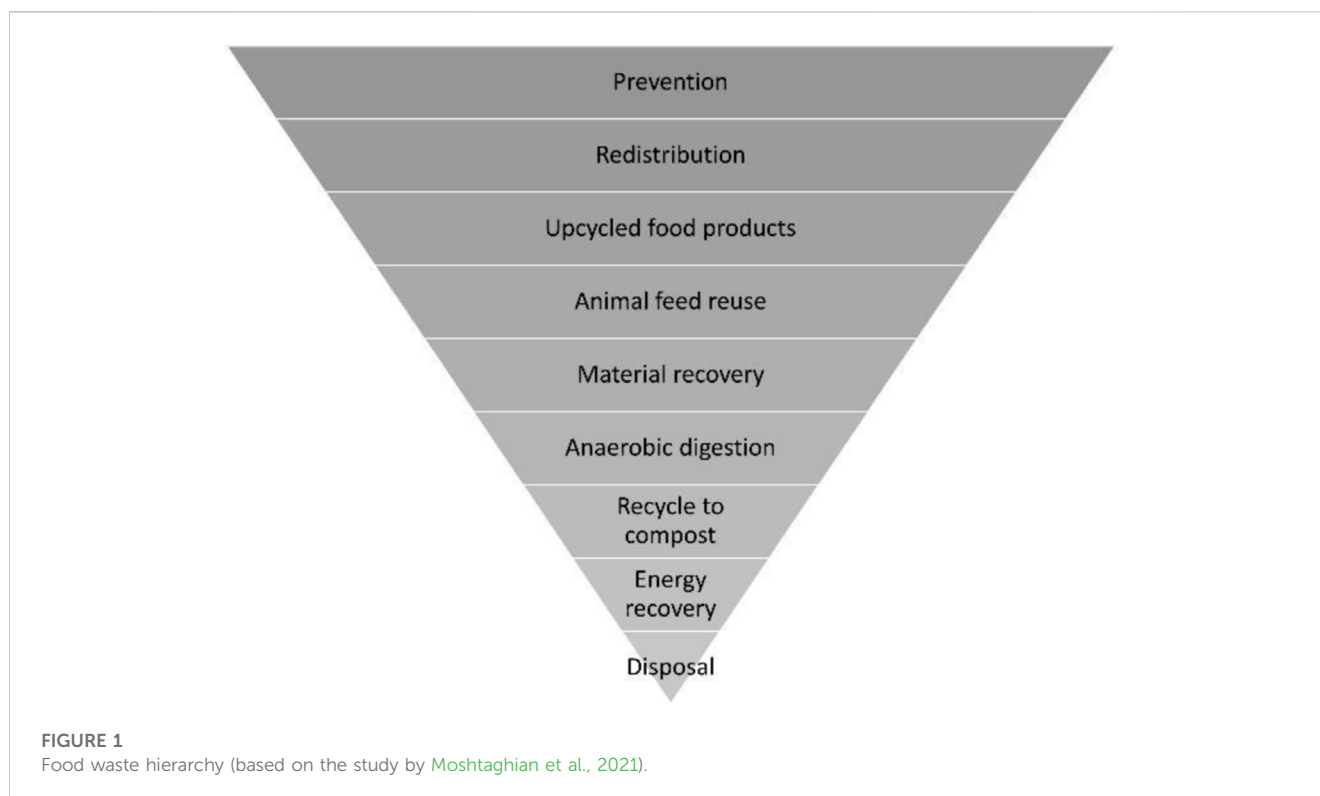 Prevention
Redistribution
Upcycled food products
Animal feed reuse
Material recovery
Anaerobic digestion
Recycle to
compost
Energy
recovery
Disposal
FIGURE 1
Food waste hierarchy (based on the study by Moshtaghian et al., 2021).